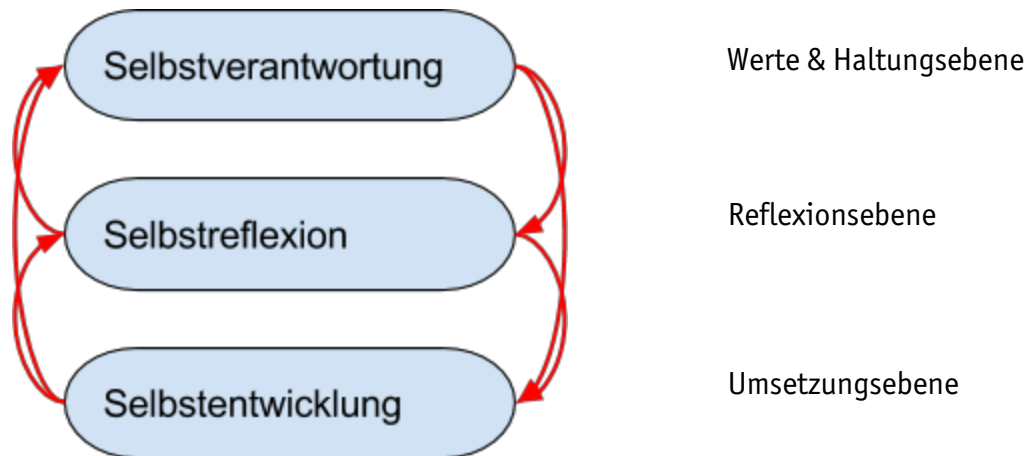 Selbstverantwortung
Werte & Haltungsebene
Selbstreflexion
Reflexionsebene
Selbstentwicklung
Umsetzungsebene